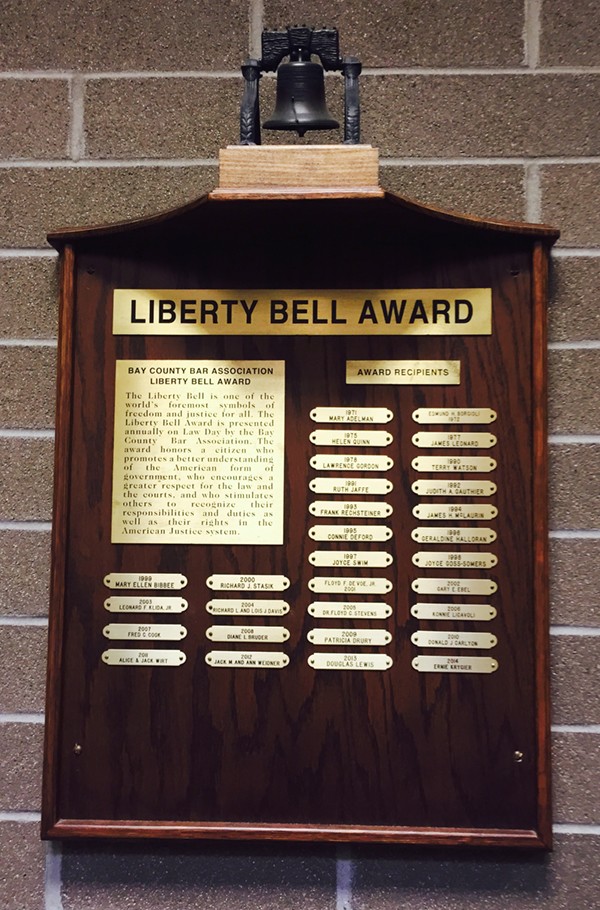 LIBERTY BELL AWARD
BAY COUNTY BAR ASSOCIATION
LIBERTY BELL AWARD
The Liberty Bell is one of the
world's foremost symbols of
freedom and justice for all. The
Liberty Bell Award is presented
annually on Law Day by the Bay
County Bar Association. The
award honors a citizen who
promotes a better understanding
of the American form of
government, who encourages a
greater respect for the law and
the courts, and who stimulates
others to recognize their
responsibilities and duties as
well as their rights in the
American Justice system.
AWARD RECIPIENTS
1971
MARY ADELMAN
EDMUND H. BORGIOLI
1972
1975
HELEN QUINN
1977
JAMES LEONARD
1978
LAWRENCE GORDON
1990
TERRY WATSON
1991
RUTH JAFFE
1992
JUDITH A. GAUTHIER
1993
FRANK RECHSTEINER
1994
JAMES H. McLAURIN
1995
CONNIE DEFORD
1996
GERALDINE HALLORAN
1997
JOYCE SWIM
1998
JOYCE GOSS-SOMERS
1999
MARY ELLEN BIBBEE
2000
RICHARD J. STASIK
FLOYD F. DE VOE, JR.
2001
2002
GARY E. EBEL
2003
LEONARD F. KLIDA, JR.
2004
RICHARD L. AND LOIS J. DAVIS
DR. FLOYD C. STEVENS
2006
2007
FRED G. COOK
2008
DIANE L. BRUDER
2009
PATRICIA DRURY
2010
DONALD J. CARLYON
2011
ALICE & JACK WIRT
2012
JACK M. AND ANN WEIDNER
2013
DOUGLAS LEWIS
2014
ERNIE KRYGIER